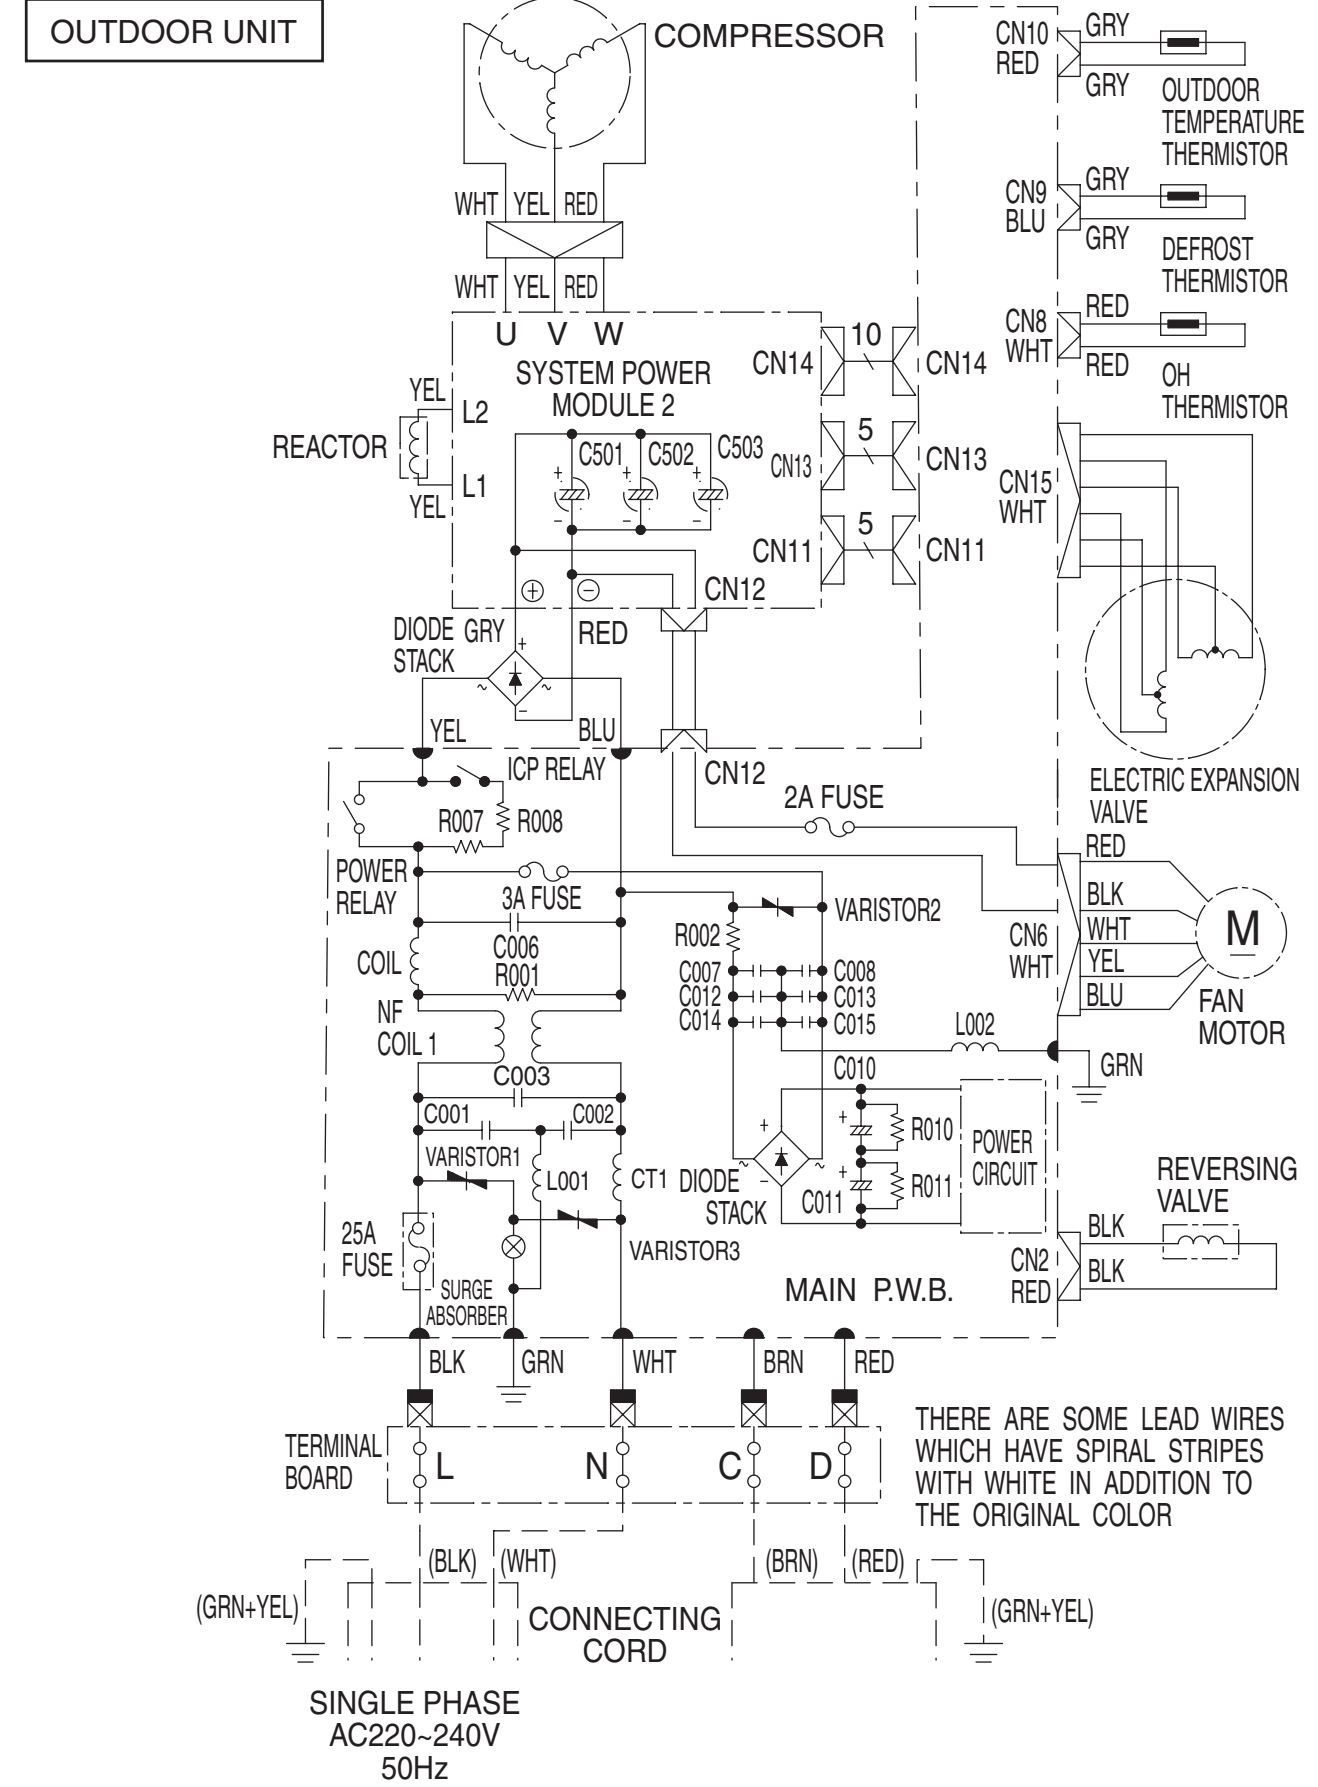 OUTDOOR UNIT
COMPRESSOR
WHT YEL RED
WHT YEL RED
U V W
SYSTEM POWER
MODULE 2
REACTOR
YEL
L2
L1
YEL
C501
C502
C503
+
+
+
−
−
−
CN14
10
CN14
CN13
5
CN13
CN11
5
CN11
CN12
+
−
DIODE
STACK
GRY
RED
+
~
~
−
YEL
BLU
CN12
CN10
RED
GRY
GRY
OUTDOOR
TEMPERATURE
THERMISTOR
CN9
BLU
GRY
GRY
DEFROST
THERMISTOR
CN8
WHT
RED
RED
OH
THERMISTOR
CN15
WHT
ELECTRIC EXPANSION
VALVE
ICP RELAY
R007
R008
POWER
RELAY
3A FUSE
2A FUSE
C006
COIL
R001
NF
COIL 1
C003
C001
C002
VARISTOR1
L001
CT1
25A
FUSE
SURGE
ABSORBER
VARISTOR3
VARISTOR2
R002
C007
C008
C012
C013
C014
C015
L002
C010
+
R010
+
R011
C011
+
~
~
−
DIODE
STACK
POWER
CIRCUIT
MAIN P.W.B.
CN6
WHT
RED
BLK
WHT
YEL
BLU
M
FAN
MOTOR
GRN
REVERSING
VALVE
CN2
RED
BLK
BLK
BLK
GRN
WHT
BRN
RED
TERMINAL
BOARD
L
N
C
D
THERE ARE SOME LEAD WIRES
WHICH HAVE SPIRAL STRIPES
WITH WHITE IN ADDITION TO
THE ORIGINAL COLOR
(BLK)
(WHT)
(BRN)
(RED)
(GRN+YEL)
(GRN+YEL)
CONNECTING
CORD
SINGLE PHASE
AC220~240V
50Hz